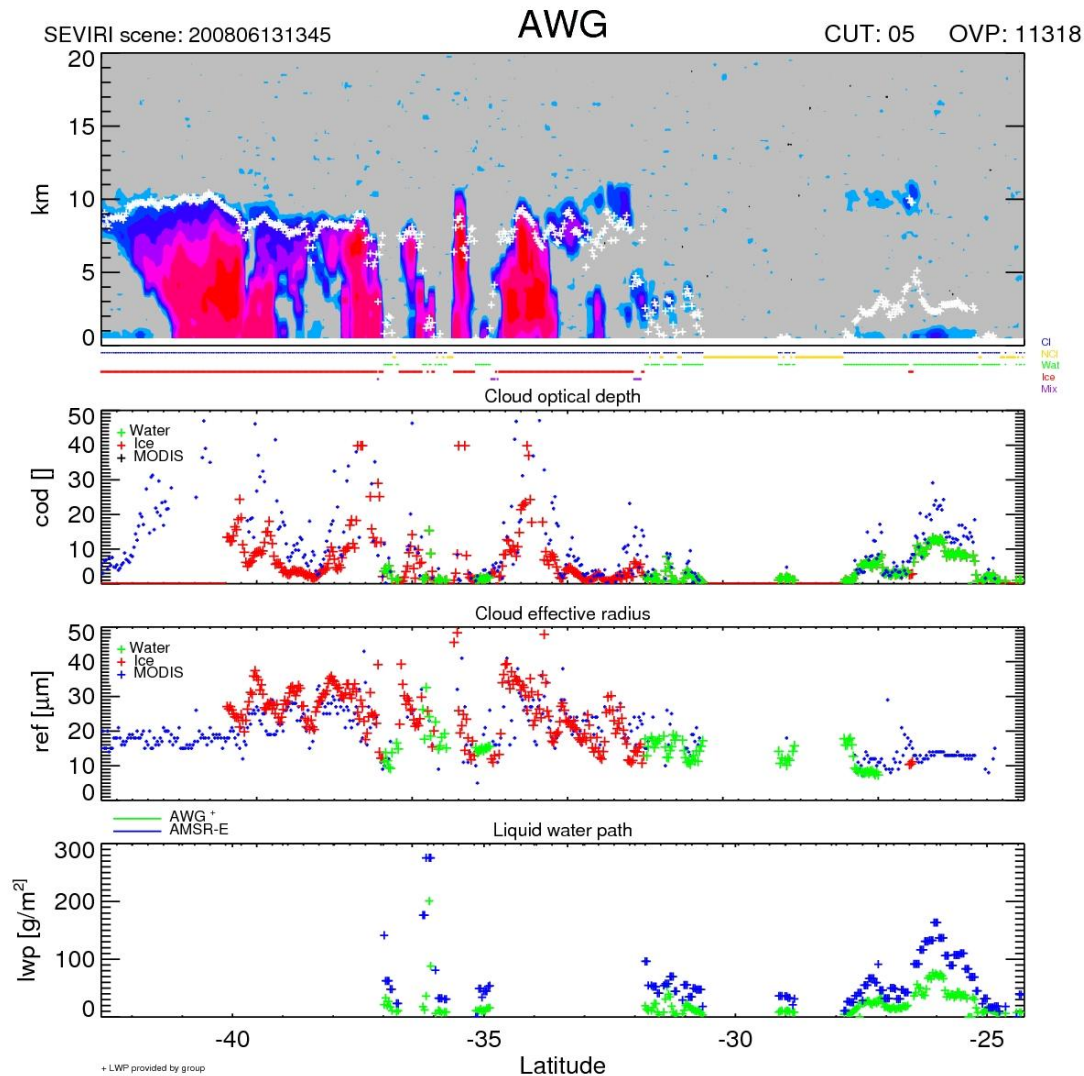 AWG
SEVIRI scene: 200806131345 CUT: 05 OVP: 11318
20
15
10
5
0
km
Cl
NOl
Wat
Ice
Mix
Cloud optical depth
50
40
30
20
10
0
cod []
Water
Ice
MODIS
Cloud effective radius
50
40
30
20
10
0
ref [µm]
Water
Ice
MODIS
AWG +
AMSR-E
Liquid water path
300
200
100
0
lwp [g/m²]
-40 -35 -30 -25
Latitude
+ LWP provided by group